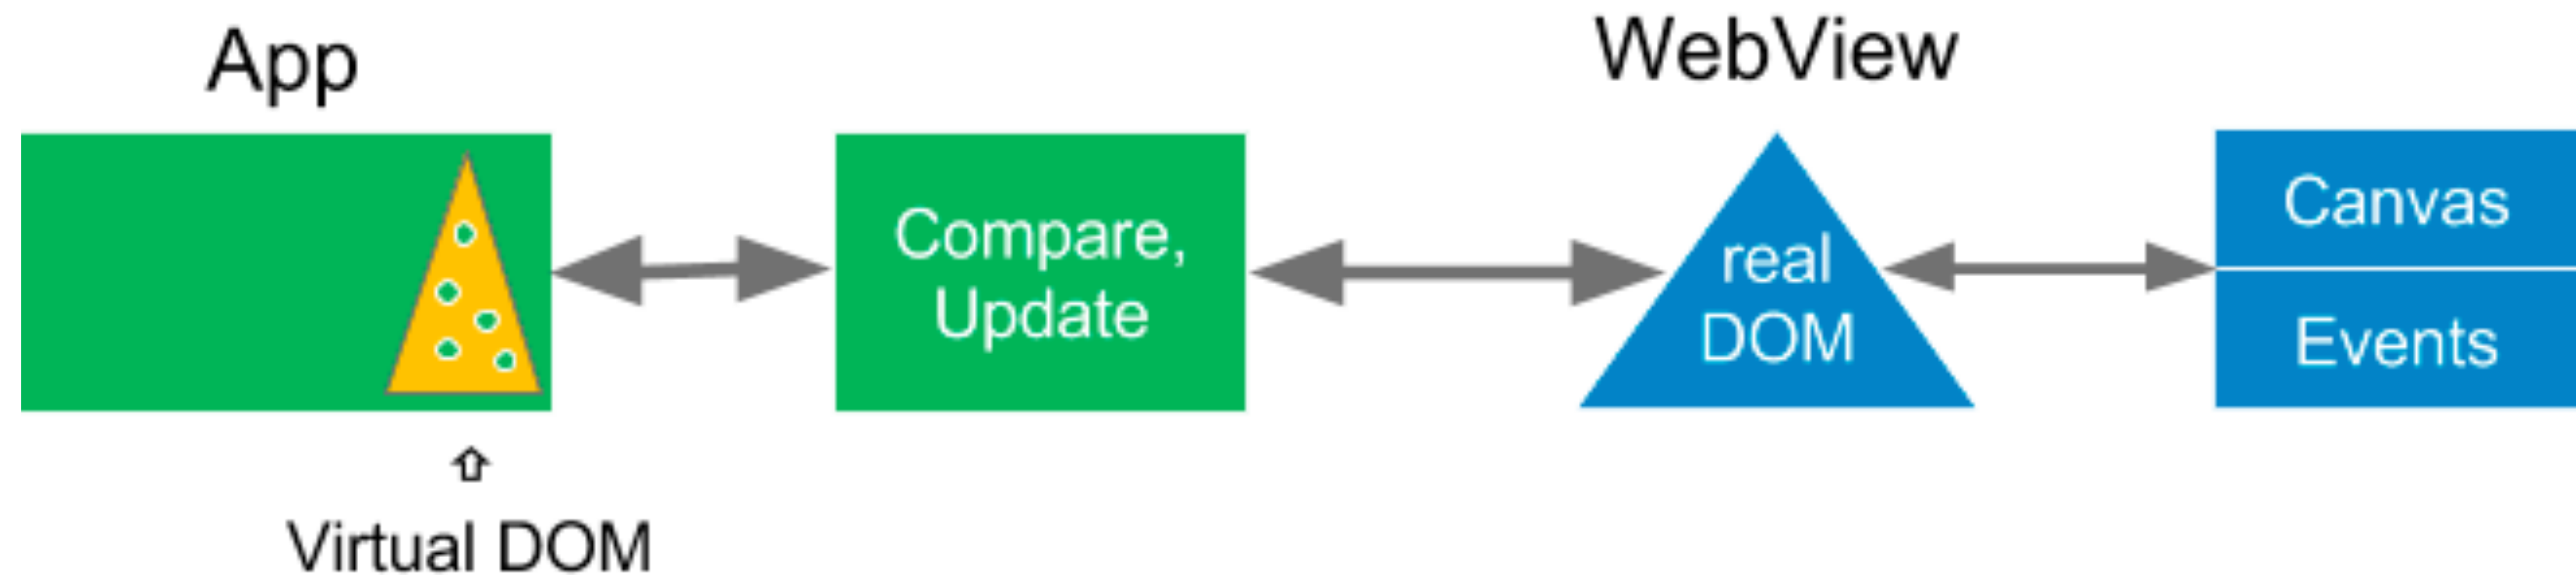 App
WebView
Compare,
Update
real
DOM
Canvas
Events
Virtual DOM